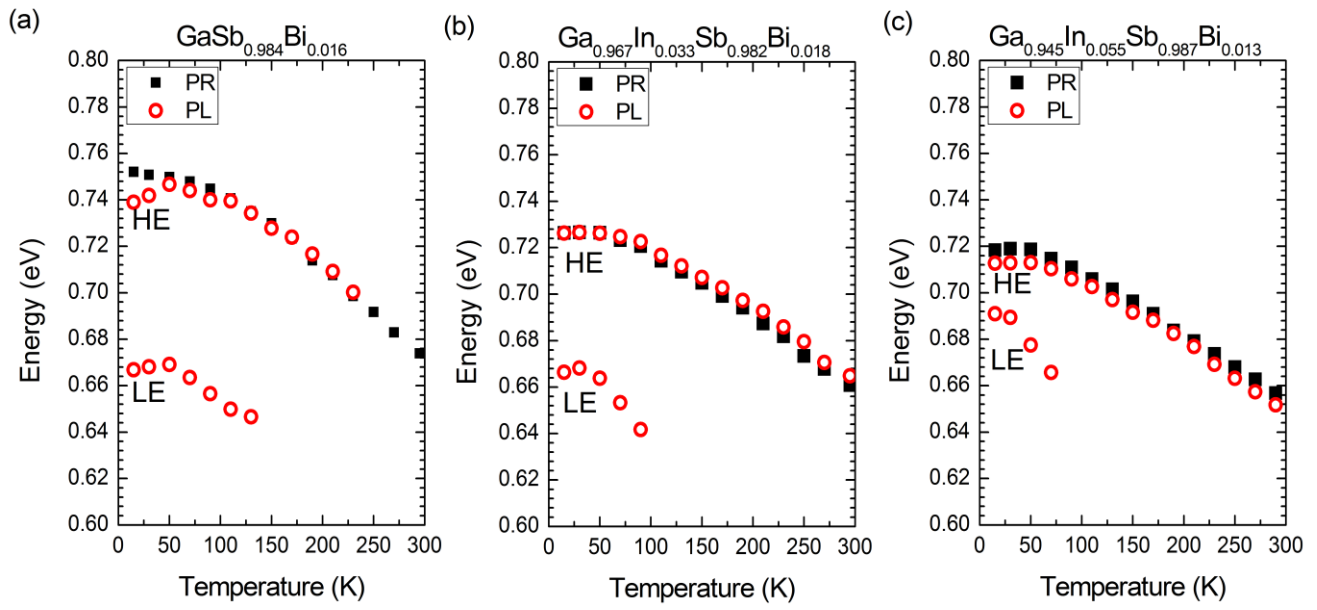 (a)
GaSb0.984Bi0.016
PR
PL
HE
LE
0.80
0.78
0.76
0.74
0.72
0.70
0.68
0.66
0.64
0.62
0.60
Energy (eV)
0 50 100 150 200 250 300
Temperature (K)
(b)
Ga0.967In0.033Sb0.982Bi0.018
PR
PL
HE
LE
0.80
0.78
0.76
0.74
0.72
0.70
0.68
0.66
0.64
0.62
0.60
Energy (eV)
0 50 100 150 200 250 300
Temperature (K)
(c)
Ga0.945In0.055Sb0.987Bi0.013
PR
PL
HE
LE
0.80
0.78
0.76
0.74
0.72
0.70
0.68
0.66
0.64
0.62
0.60
Energy (eV)
0 50 100 150 200 250 300
Temperature (K)